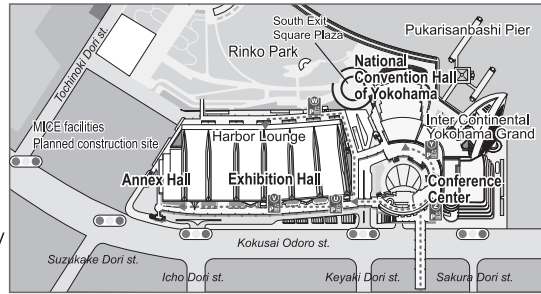 South Exit
Square Plaza
Pukarisanbashi Pier
Rinko Park
National
Convention Hall
of Yokohama
Tochinoki Dori st.
MICE facilities
Planned construction site
Inter Continental
Yokohama Grand
Harbor Lounge
Annex Hall
Exhibition Hall
Conference
Center
Kokusai Odoro st.
Suzukake Dori st.
Icho Dori st.
Keyaki Dori st.
Sakura Dori st.